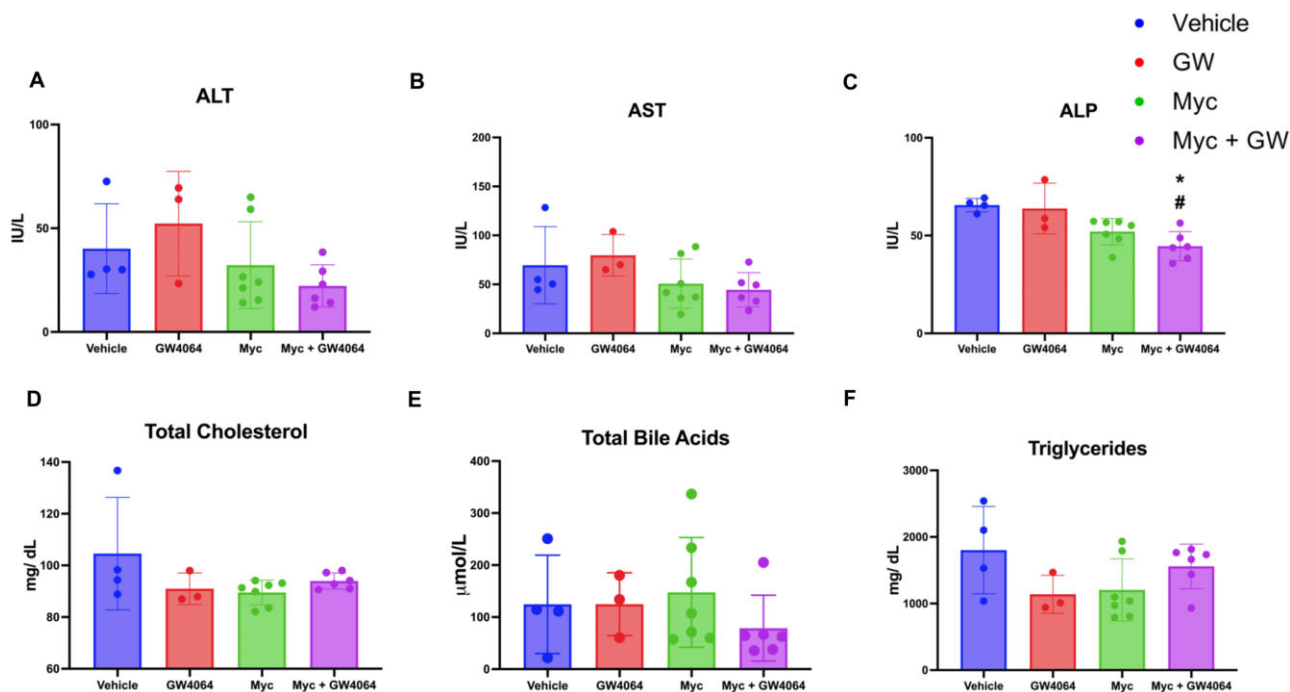 Vehicle
GW
Myc
Myc + GW
A
ALT
100
50
0
IU/L
Vehicle
GW4064
Myc
Myc + GW4064
B
AST
200
150
100
50
0
IU/L
Vehicle
GW4064
Myc
Myc + GW4064
C
ALP
100
50
0
IU/L
*
#
Vehicle
GW4064
Myc
Myc + GW4064
D
Total Cholesterol
140
120
100
80
60
mg/ dL
Vehicle
GW4064
Myc
Myc + GW4064
E
Total Bile Acids
400
300
200
100
0
μmol/L
Vehicle
GW4064
Myc
Myc + GW4064
F
Triglycerides
3000
2000
1000
0
mg/ dL
Vehicle
GW4064
Myc
Myc + GW4064